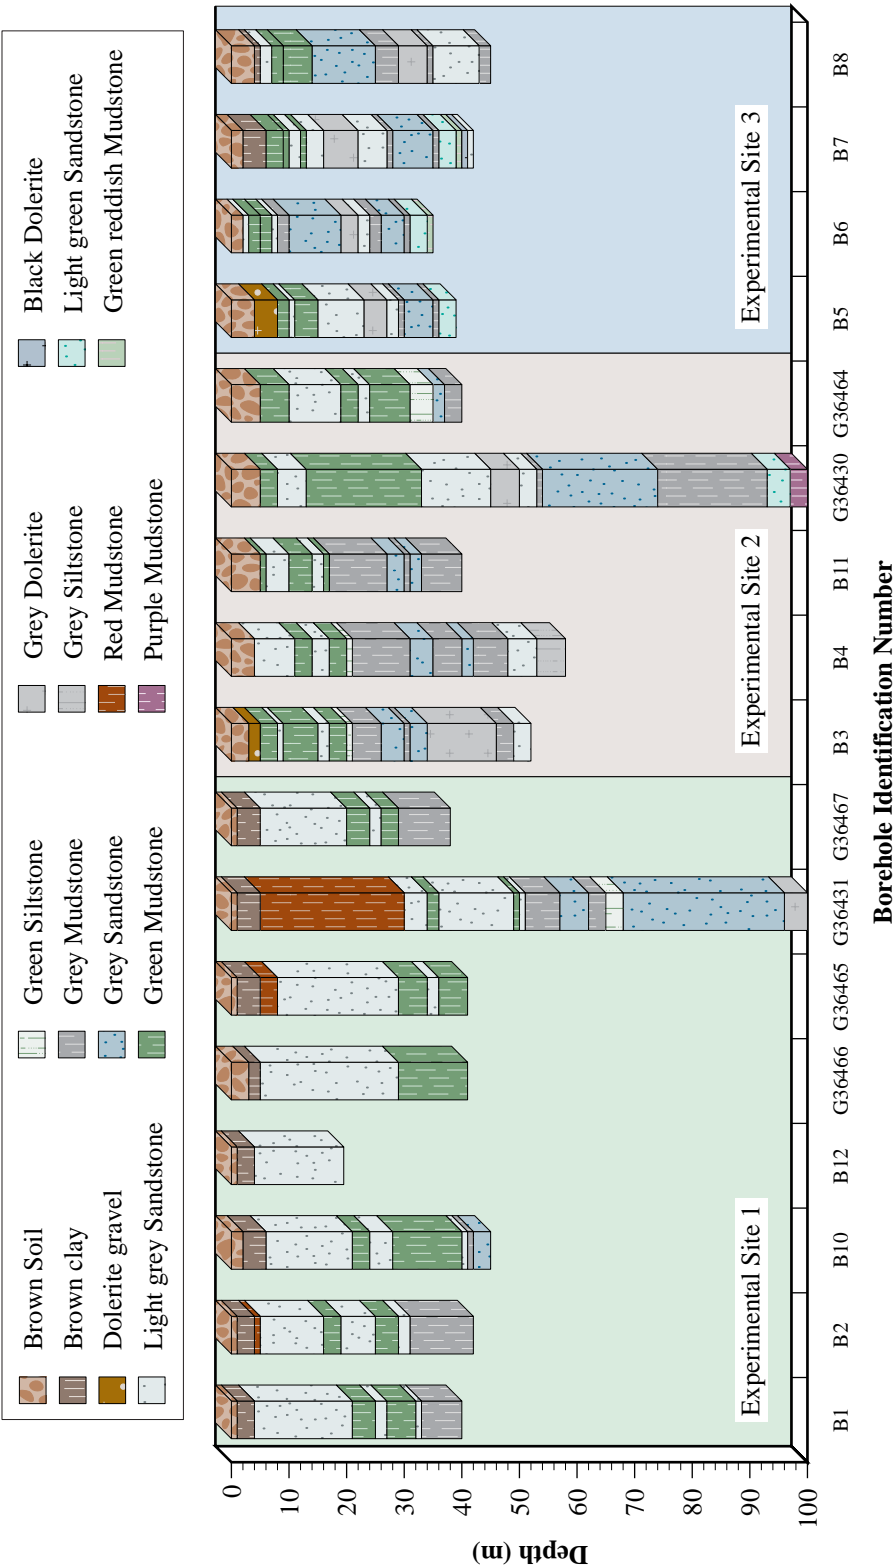 Brown Soil
Brown clay
Dolerite gravel
Light grey Sandstone
Green Siltstone
Grey Mudstone
Grey Sandstone
Green Mudstone
Grey Dolerite
Grey Siltstone
Red Mudstone
Purple Mudstone
Black Dolerite
Light green Sandstone
Green reddish Mudstone
Depth (m)
0
10
20
30
40
50
60
70
80
90
100
Experimental Site 1
Experimental Site 2
Experimental Site 3
B1
B2
B10
B12
G36466
G36465
G36431
G36467
B3
B4
B11
G36430
G36464
B5
B6
B7
B8
Borehole Identification Number